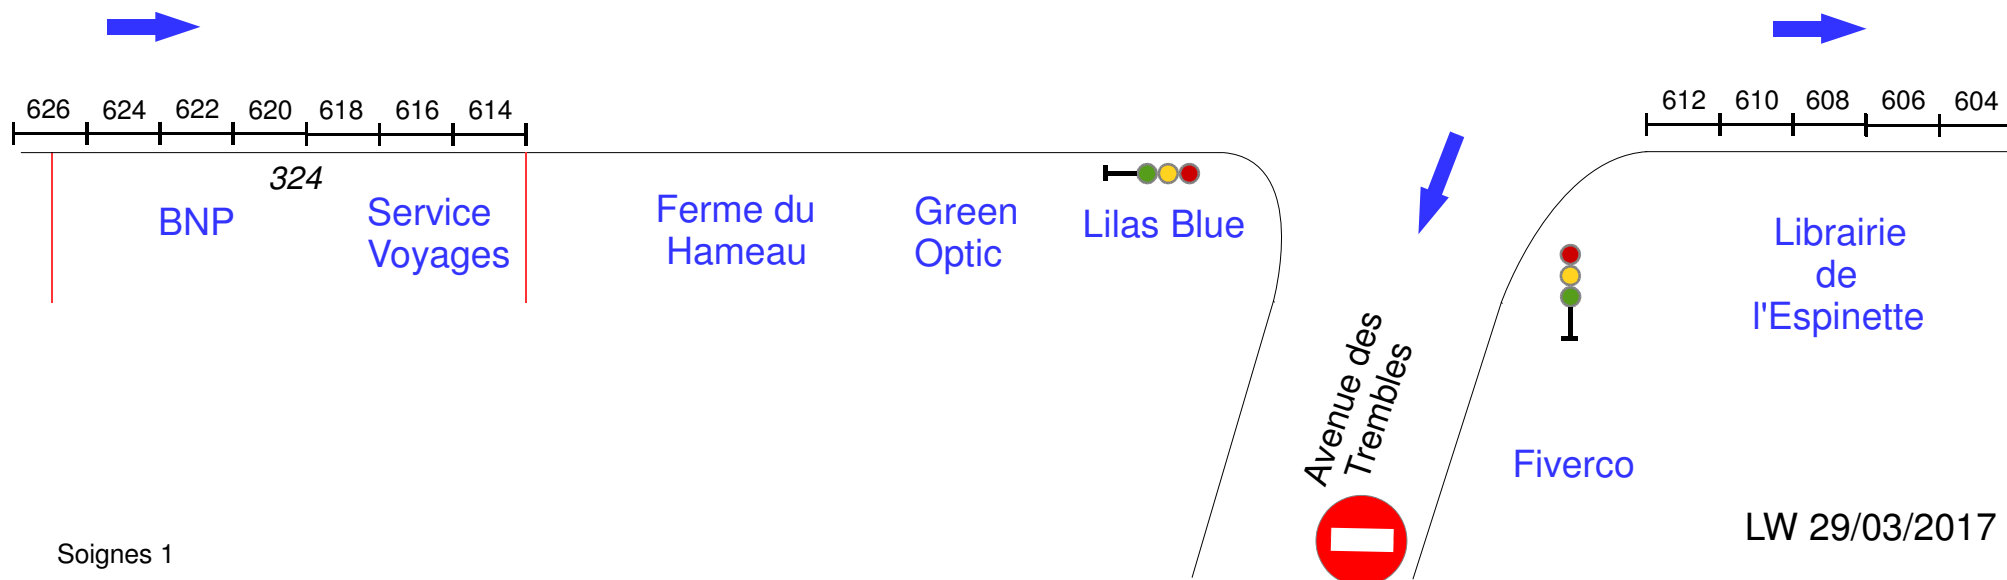 626 624 622 620 618 616 614
612 610 608 606 604
324
BNP
Service
Voyages
Ferme du
Hameau
Green
Optic
Lilas Blue
Librairie
de
l'Espinette
Avenue des
Trembles
Fiverco
LW 29/03/2017
Soignes 1